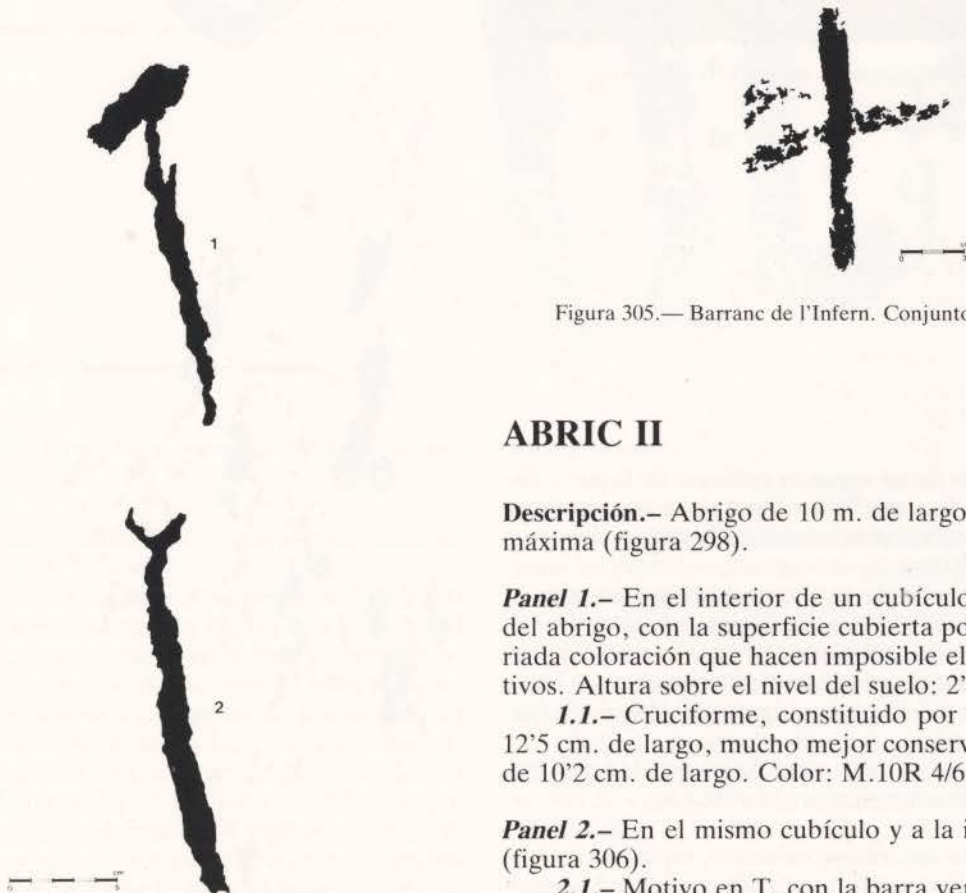 1
2
Figura 305.— Barranc de l'Infern. Conjunto
ABRIC II
Descripción.– Abrigo de 10 m. de largo
máxima (figura 298).
Panel 1.– En el interior de un cubículo
del abrigo, con la superficie cubierta po
riada coloración que hacen imposible el
tivos. Altura sobre el nivel del suelo: 2'
1.1.– Cruciforme, constituido por
12'5 cm. de largo, mucho mejor conserv
de 10'2 cm. de largo. Color: M.10R 4/6
Panel 2.– En el mismo cubículo y a la i
(figura 306).
2.1.– Motivo en T, con la barra ve